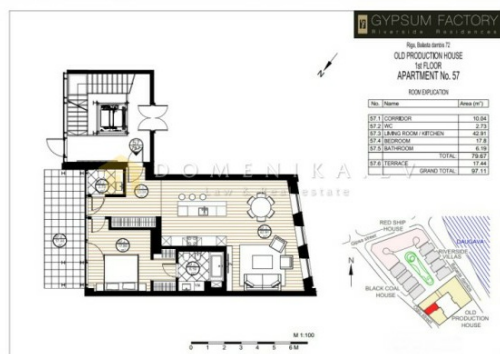 GYPSUM FACTORY
Riverside Residences
Riga, Balasta dambis 72
OLD PRODUCTION HOUSE
1st FLOOR
APARTMENT No. 57
ROOM EXPLICATION
No. Name Area (m²)
57.1 CORRIDOR 10.04
57.2 WC 2.73
57.3 LIVING ROOM / KITCHEN 42.91
57.4 BEDROOM 17.8
57.5 BATHROOM 6.19
TOTAL 79.67
57.6 TERRACE 17.44
GRAND TOTAL 97.11
N
DOMENIKA.LV
Law & Real estate
RED SHIP
HOUSE
DAUGAVA
RIVERSIDE
VILLAS
N
BLACK COAL
HOUSE
OLD
PRODUCTION
HOUSE
M 1:100
0 1 2 3 4 5 6M